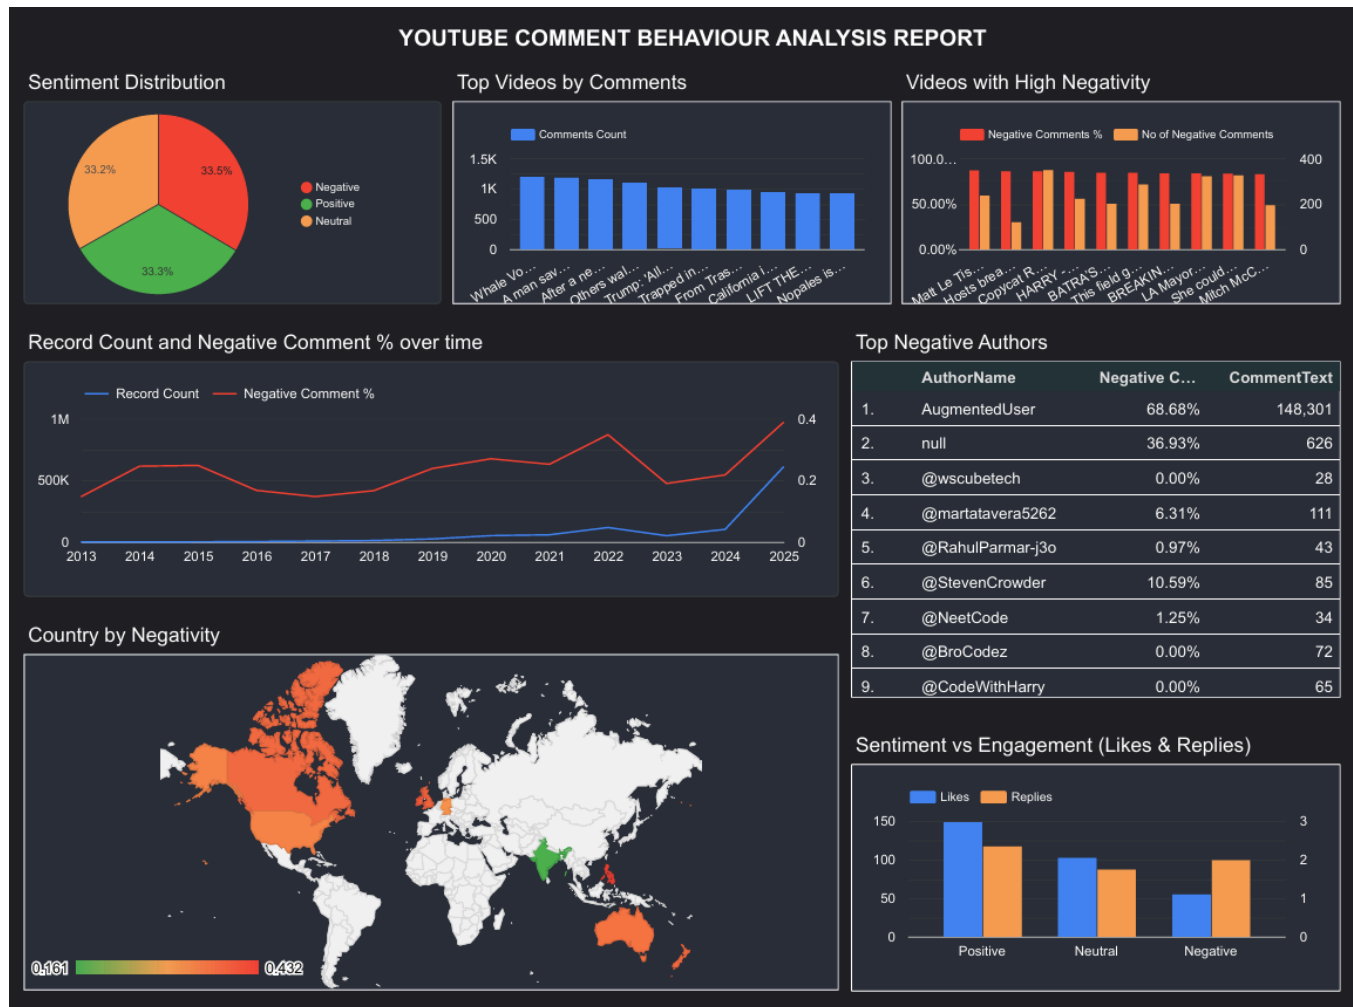 YOUTUBE COMMENT BEHAVIOUR ANALYSIS REPORT
Sentiment Distribution
33.2%
33.5%
33.3%
Negative
Positive
Neutral
Top Videos by Comments
Comments Count
1.5K
1K
500
0
Whale Vo...
A man sav...
After a ne...
Others wal...
Trump: 'All...
Trapped in...
From Tras...
California i...
LIFT THE...
Nopales is...
Videos with High Negativity
Negative Comments %
No of Negative Comments
100.0...
50.00%
0.00%
400
200
0
Matt Le Tis...
Hosts brea...
Copycat R...
HARRY -...
BATRA'S...
This field g...
BREAKIN...
LA Mayor...
She could...
Mitch McC...
Record Count and Negative Comment % over time
Record Count
Negative Comment %
1M
500K
0
0.4
0.2
0
2013 2014 2015 2016 2017 2018 2019 2020 2021 2022 2023 2024 2025
Top Negative Authors
AuthorName Negative C... CommentText
1. AugmentedUser 68.68% 148,301
2. null 36.93% 626
3. @wscubetech 0.00% 28
4. @martatavera5262 6.31% 111
5. @RahulParmar-j3o 0.97% 43
6. @StevenCrowder 10.59% 85
7. @NeetCode 1.25% 34
8. @BroCodez 0.00% 72
9. @CodeWithHarry 0.00% 65
Country by Negativity
0.161
0.432
Sentiment vs Engagement (Likes & Replies)
Likes
Replies
150
100
50
0
3
2
1
0
Positive Neutral Negative